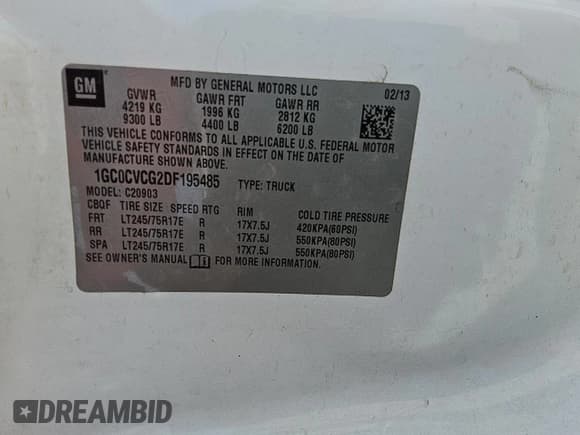 GM
MFD BY GENERAL MOTORS LLC 02/13
GVWR GAWR FRT GAWR RR
4219 KG 1996 KG 2812 KG
9300 LB 4400 LB 6200 LB
THIS VEHICLE CONFORMS TO ALL APPLICABLE U.S. FEDERAL MOTOR
VEHICLE SAFETY STANDARDS IN EFFECT ON THE DATE OF
MANUFACTURE SHOWN ABOVE.
1GC0CVCG2DF195485 TYPE: TRUCK
MODEL: C20903
CBQF TIRE SIZE SPEED RTG RIM COLD TIRE PRESSURE
FRT LT245/75R17E R 17X7.5J 420KPA(60PSI)
RR LT245/75R17E R 17X7.5J 550KPA(80PSI)
SPA LT245/75R17E R 17X7.5J 550KPA(80PSI)
SEE OWNER'S MANUAL FOR MORE INFORMATION.
DREAMBID